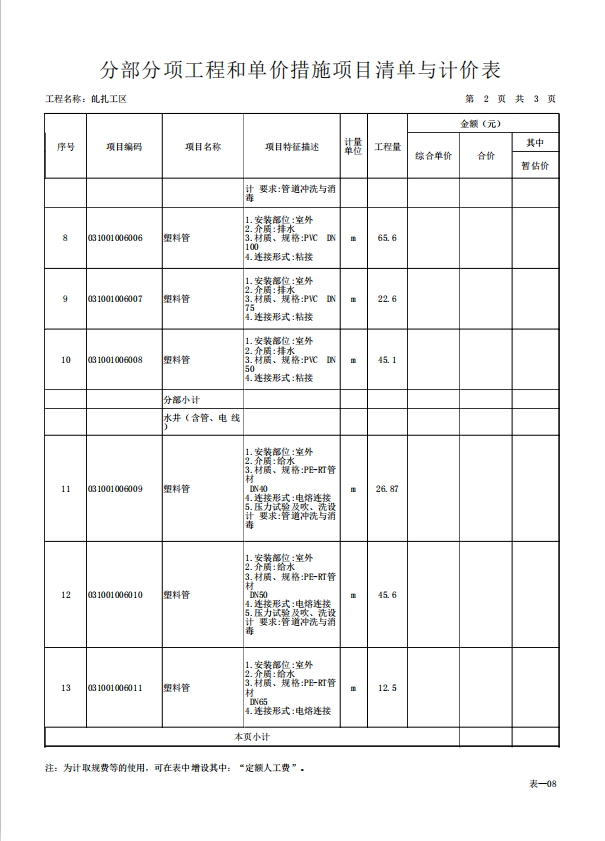 分部分项工程和单价措施项目清单与计价表
工程名称：乢扎工区 第 2 页 共 3 页
序号 项目编码 项目名称 项目特征描述 计量单位 工程量 金额（元）
综合单价 合价 其中
暂估价
计 要求:管道冲洗与消
毒
8 031001006006 塑料管 m 65.6
1.安装部位:室外
2.介质:排水
3.材质、规格:PVC DN
100
4.连接形式:粘接
9 031001006007 塑料管 m 22.6
1.安装部位:室外
2.介质:排水
3.材质、规格:PVC DN
75
4.连接形式:粘接
10 031001006008 塑料管 m 45.1
1.安装部位:室外
2.介质:排水
3.材质、规格:PVC DN
50
4.连接形式:粘接
分部小计
水井（含管、电 线
）
11 031001006009 塑料管 m 26.87
1.安装部位:室外
2.介质:给水
3.材质、规格:PE-RT管
材
DN40
4.连接形式:电熔连接
5.压力试验及吹、洗设
计 要求:管道冲洗与消
毒
12 031001006010 塑料管 m 45.6
1.安装部位:室外
2.介质:给水
3.材质、规格:PE-RT管
材
DN50
4.连接形式:电熔连接
5.压力试验及吹、洗设
计 要求:管道冲洗与消
毒
13 031001006011 塑料管 m 12.5
1.安装部位:室外
2.介质:给水
3.材质、规格:PE-RT管
材
DN65
4.连接形式:电熔连接
本页小计
注：为计取规费等的使用，可在表中增设其中：“定额人工费”。
表—08